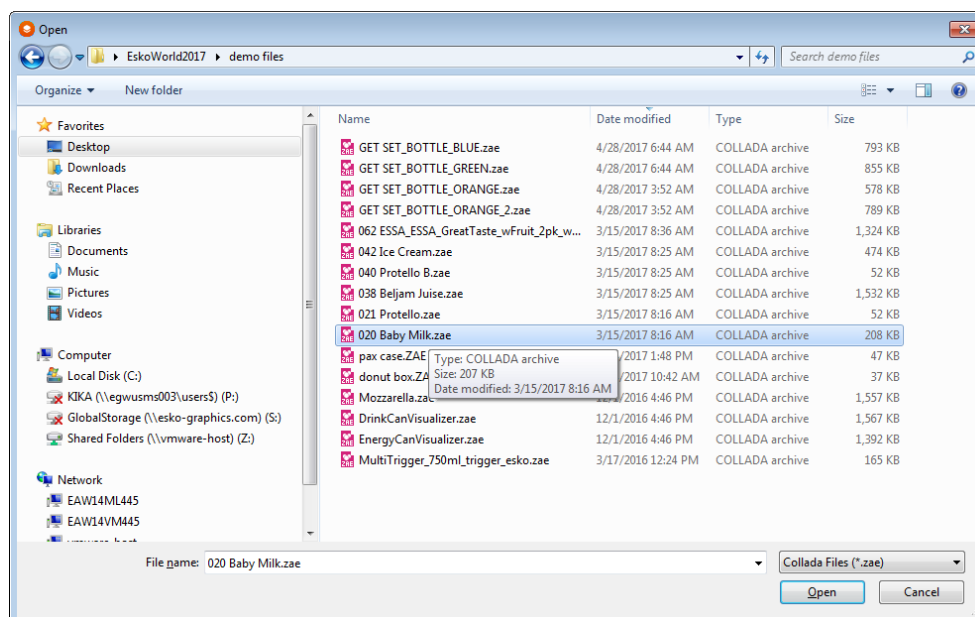 Open
EskoWorld2017 demo files
Search demo files
Organize New folder
Name Date modified Type Size
Favorites
Desktop
Downloads
Recent Places
Libraries
Documents
Music
Pictures
Videos
Computer
Local Disk (C:)
KIKA (\\egwusms003\users$) (P:)
GlobalStorage (\\esko-graphics.com) (S:)
Shared Folders (\\vmware-host) (Z:)
Network
EAW14ML445
EAW14VM445
GET SET_BOTTLE_BLUE.zae 4/28/2017 6:44 AM COLLADA archive 793 KB
GET SET_BOTTLE_GREEN.zae 4/28/2017 6:44 AM COLLADA archive 855 KB
GET SET_BOTTLE_ORANGE.zae 4/28/2017 3:52 AM COLLADA archive 578 KB
GET SET_BOTTLE_ORANGE_2.zae 4/28/2017 3:52 AM COLLADA archive 789 KB
062 ESSA_ESSA_GreatTaste_wFruit_2pk_w... 3/15/2017 8:36 AM COLLADA archive 1,324 KB
042 Ice Cream.zae 3/15/2017 8:25 AM COLLADA archive 474 KB
040 Protello B.zae 3/15/2017 8:25 AM COLLADA archive 52 KB
038 Beljam Juise.zae 3/15/2017 8:25 AM COLLADA archive 1,532 KB
021 Protello.zae 3/15/2017 8:16 AM COLLADA archive 52 KB
020 Baby Milk.zae 3/15/2017 8:16 AM COLLADA archive 208 KB
pax case.ZAE /2017 1:48 PM COLLADA archive 47 KB
donut box.ZA /2017 10:42 AM COLLADA archive 37 KB
Mozzarella.zae 12/1/2016 4:46 PM COLLADA archive 1,557 KB
DrinkCanVisualizer.zae 12/1/2016 4:46 PM COLLADA archive 1,567 KB
EnergyCanVisualizer.zae 12/1/2016 4:46 PM COLLADA archive 1,392 KB
MultiTrigger_750ml_trigger_esko.zae 3/17/2016 12:24 PM COLLADA archive 165 KB
Type: COLLADA archive
Size: 207 KB
Date modified: 3/15/2017 8:16 AM
File name: 020 Baby Milk.zae Collada Files (*.zae)
Open Cancel